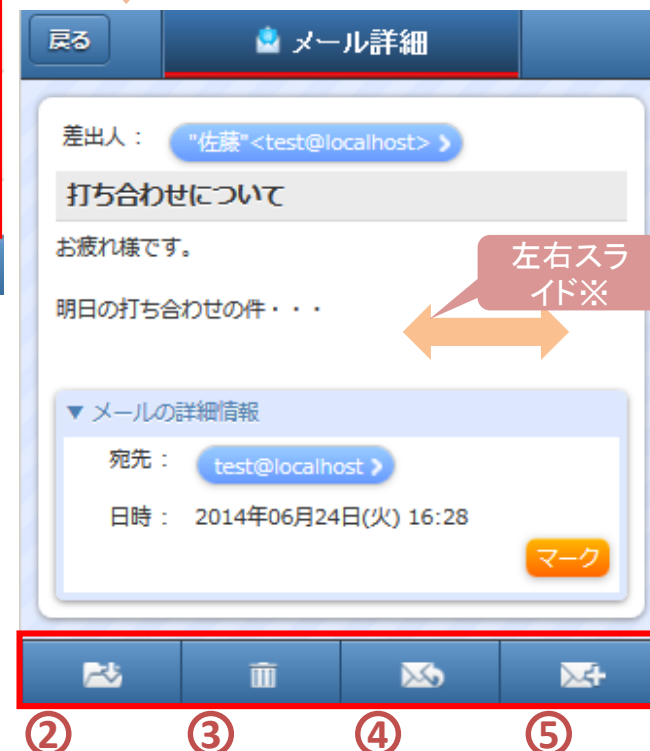 戻る
メール詳細
差出人：
"佐藤"<test@localhost>
打ち合わせについて
お疲れ様です。
左右スラ
イド※
明日の打ち合わせの件・・・
▼ メールの詳細情報
宛先：
test@localhost
日時： 2014年06月24日(火) 16:28
マーク
② ③ ④ ⑤